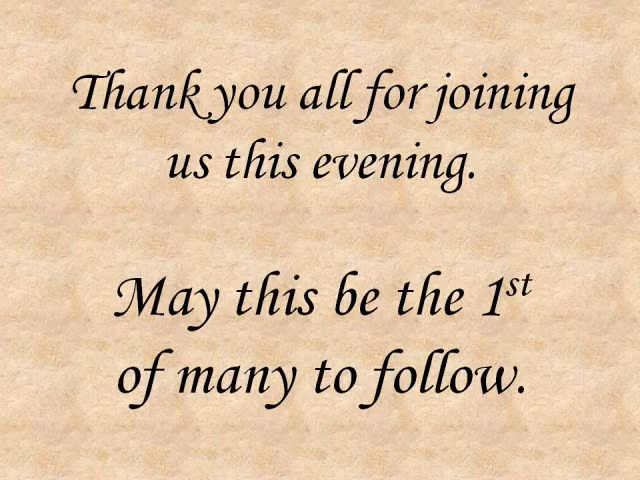 Thank you all for joining
us this evening.
May this be the 1st
of many to follow.